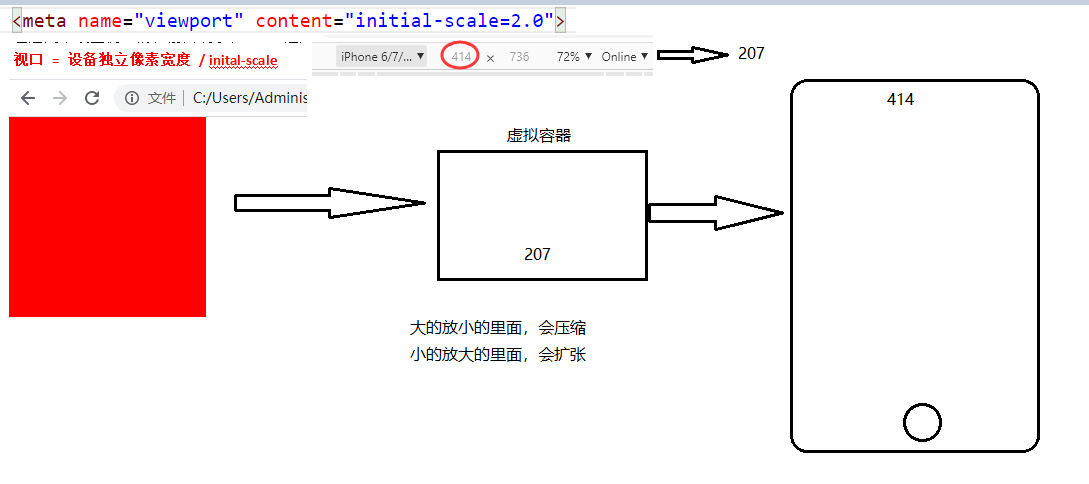 <meta name="viewport" content="initial-scale=2.0">
视口 = 设备独立像素宽度 / inital-scale
iPhone 6/7/... ▼ 414 × 736 72% ▼ Online ▼
207
文件 | C:/Users/Adminis
414
虚拟容器
207
大的放小的里面，会压缩
小的放大的里面，会扩张